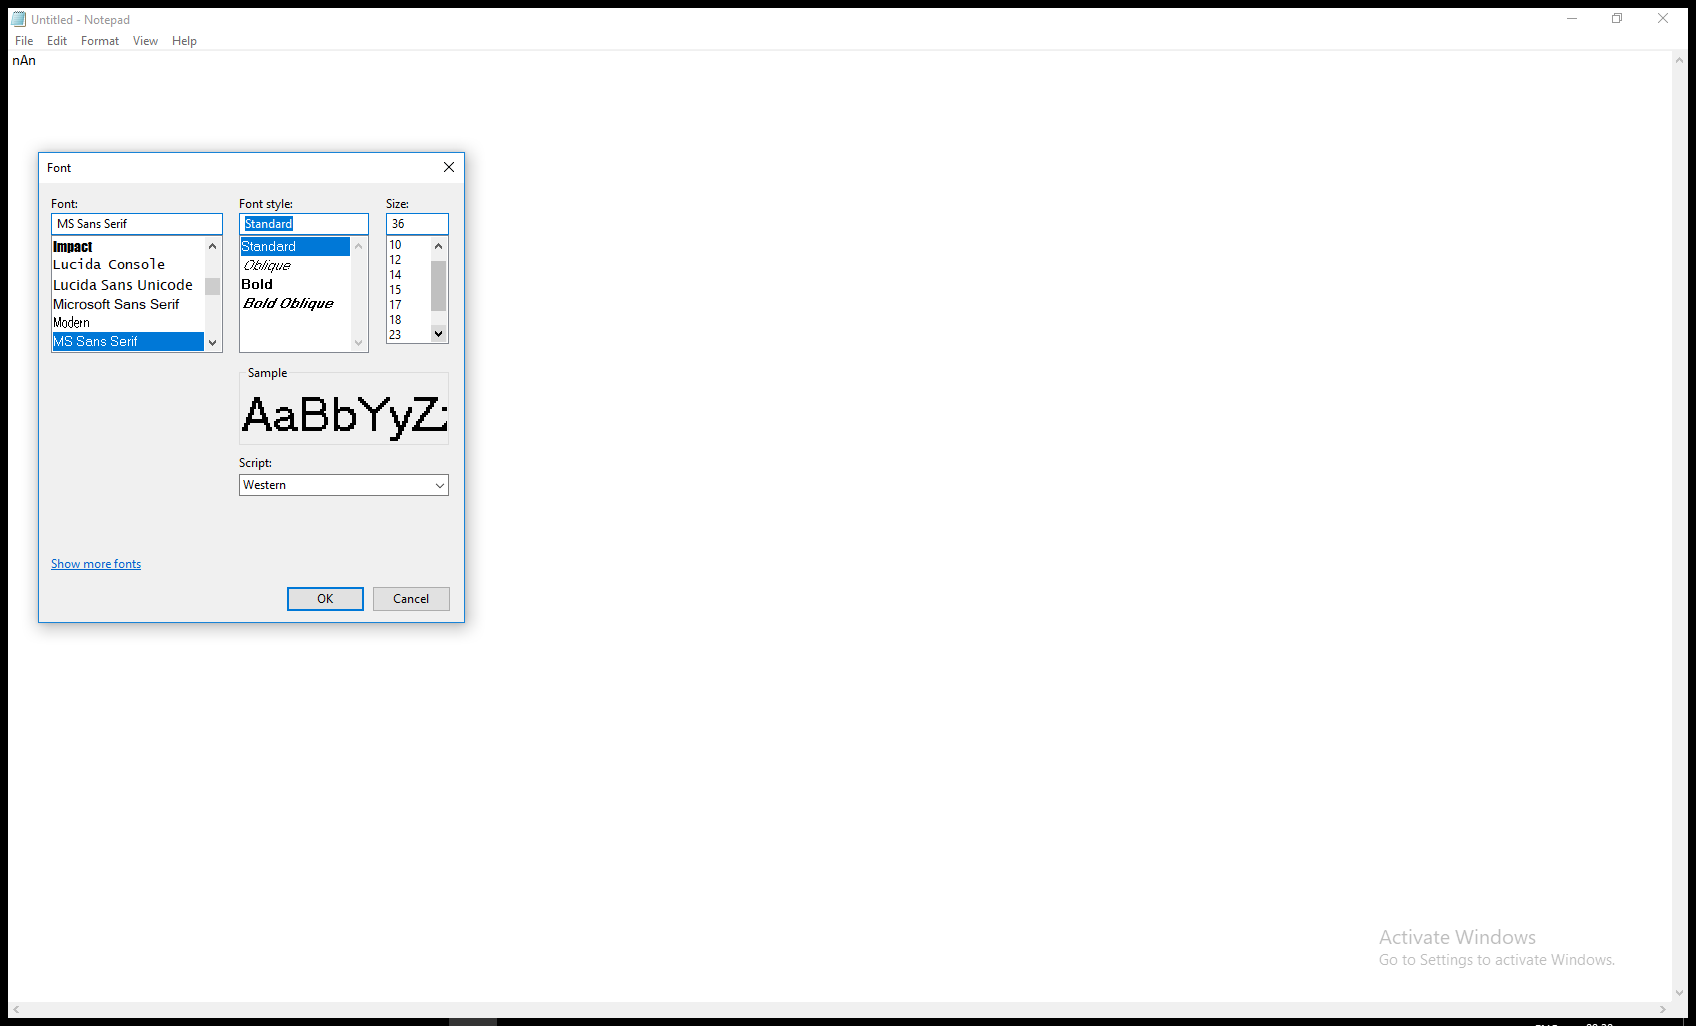 Untitled - Notepad
File Edit Format View Help
nAn
Font
Font:
MS Sans Serif
Impact
Lucida Console
Lucida Sans Unicode
Microsoft Sans Serif
Modern
MS Sans Serif
Font style:
Standard
Standard
Oblique
Bold
Bold Oblique
Size:
36
10
12
14
15
17
18
23
Sample
AaBbYyZ
Script:
Western
Show more fonts
OK Cancel
Activate Windows
Go to Settings to activate Windows.